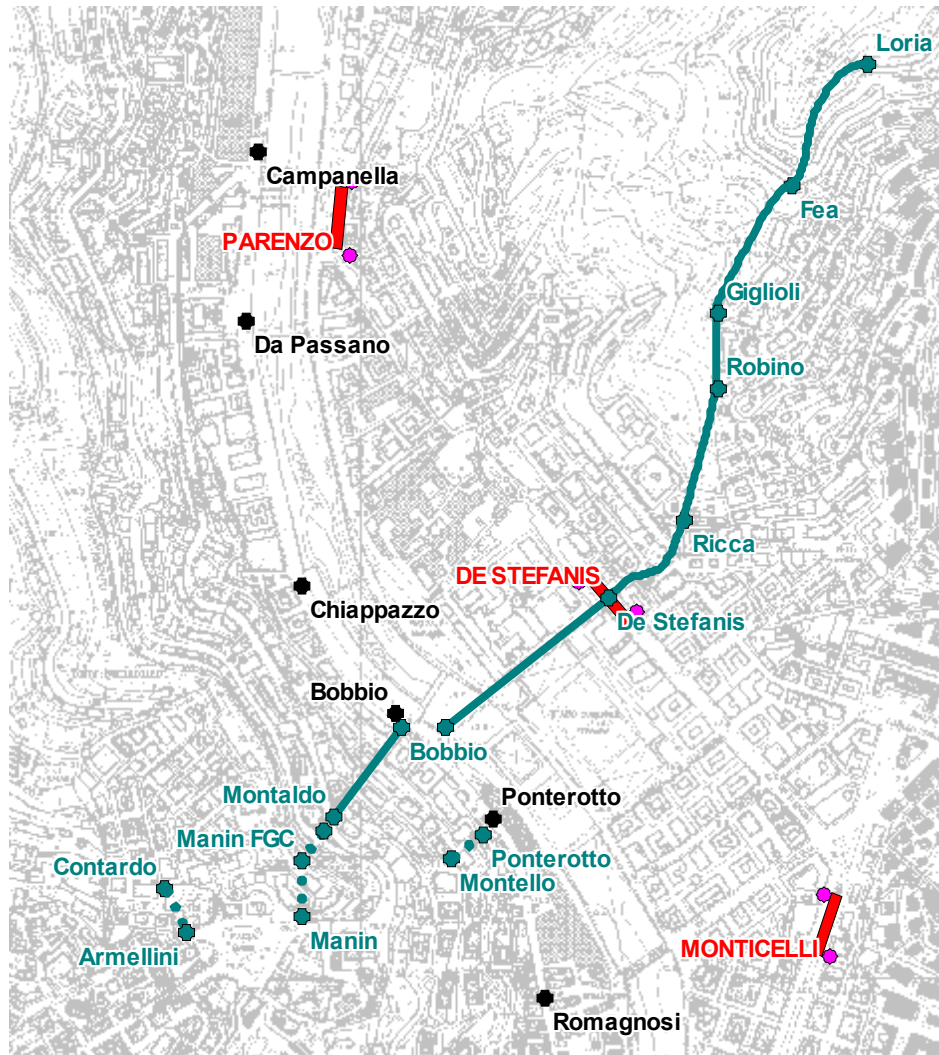 Loria
Campanella
Fea
PARENZO
Giglioli
Da Passano
Robino
Ricca
DE STEFANIS
Chiappazzo
De Stefanis
Bobbio
Bobbio
Montaldo
Ponterotto
Manin FGC
Ponterotto
Contardo
Montello
Manin
MONTICELLI
Armellini
Romagnosi